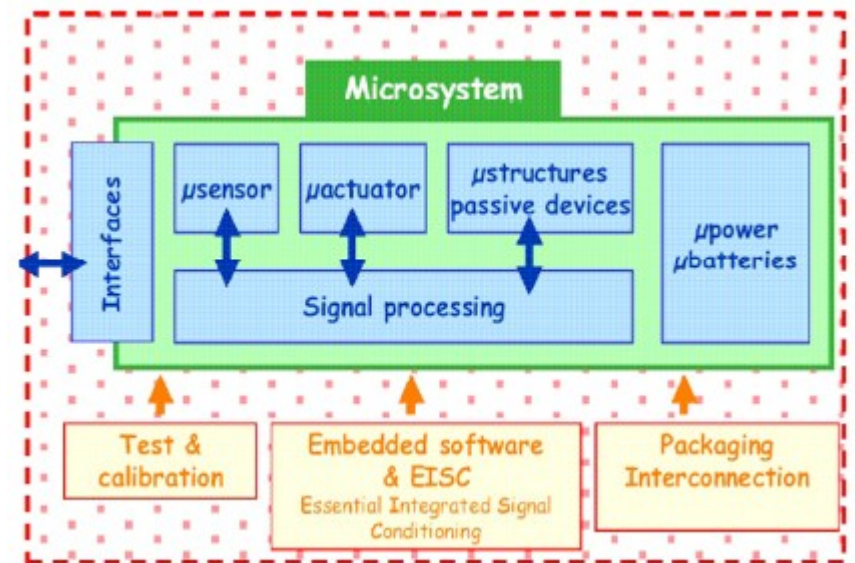 Microsystem
Interfaces
µsensor
µactuator
µstructures
passive devices
µpower
µbatteries
Signal processing
Test &
calibration
Embedded software
& EISC
Essential Integrated Signal
Conditioning
Packaging
Interconnection